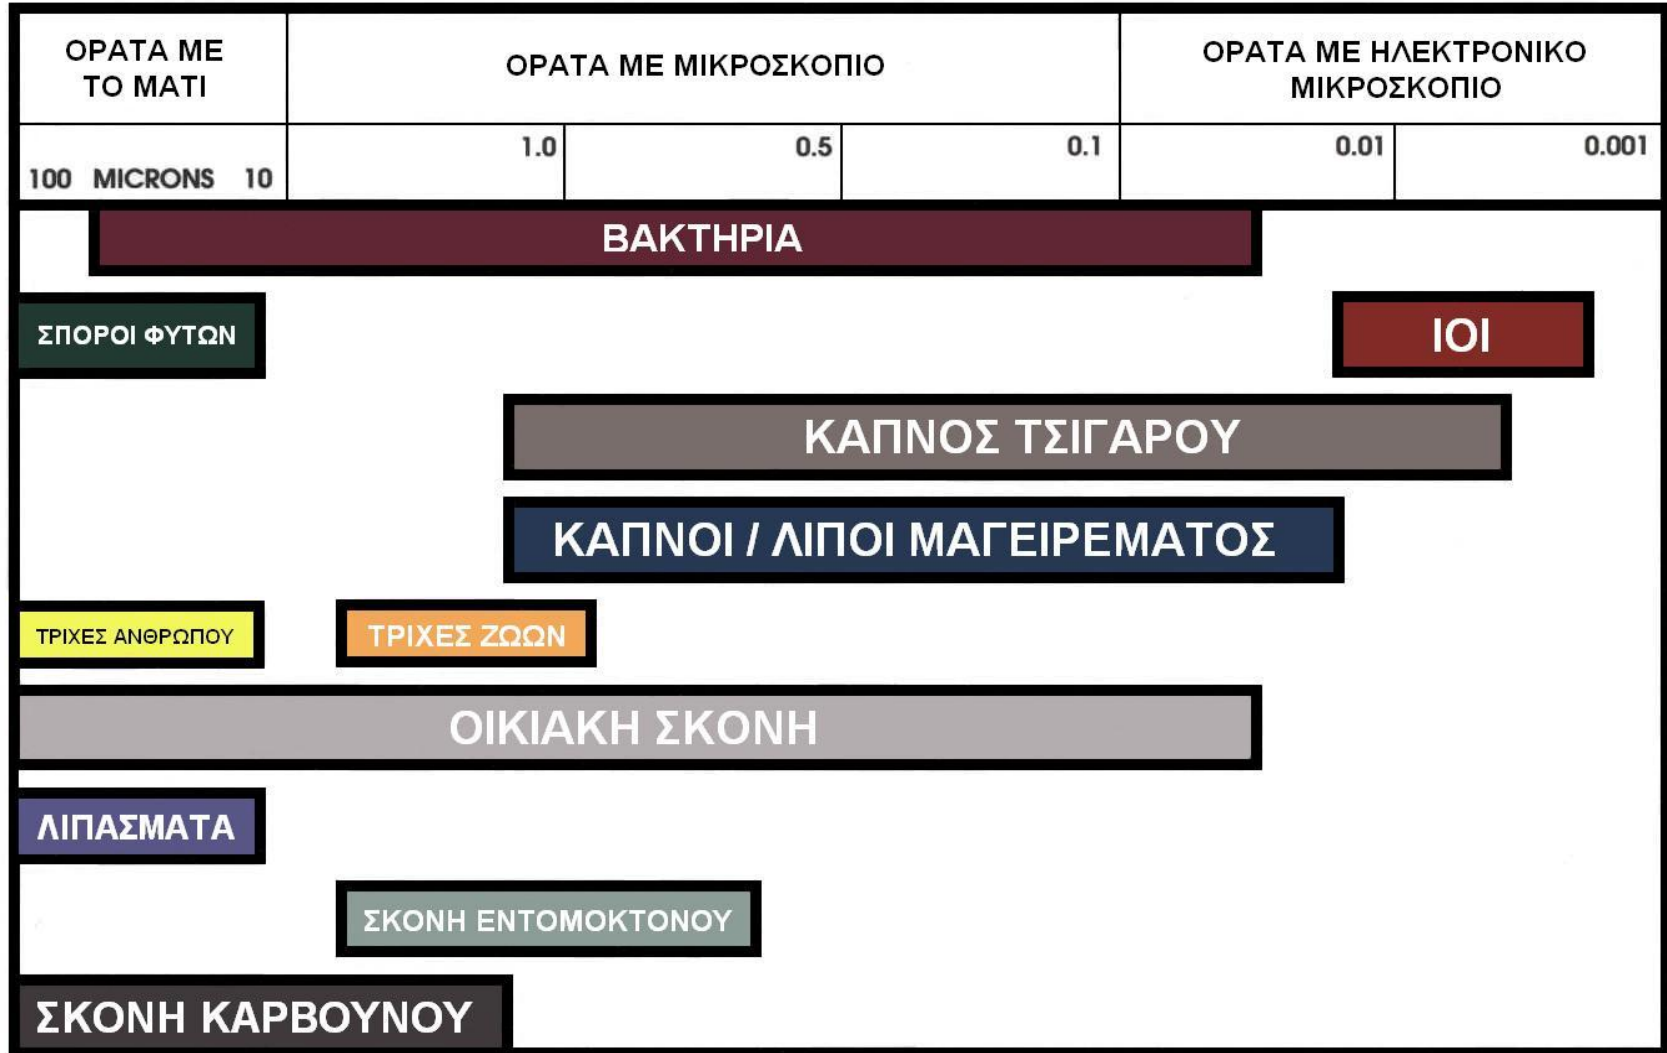 ΟΡΑΤΑ ΜΕ
ΤΟ ΜΑΤΙ
ΟΡΑΤΑ ΜΕ ΜΙΚΡΟΣΚΟΠΙΟ
ΟΡΑΤΑ ΜΕ ΗΛΕΚΤΡΟΝΙΚΟ
ΜΙΚΡΟΣΚΟΠΙΟ
100 MICRONS 10
1.0
0.5
0.1
0.01
0.001
ΒΑΚΤΗΡΙΑ
ΣΠΟΡΟΙ ΦΥΤΩΝ
ΙΟΙ
ΚΑΠΝΟΣ ΤΣΙΓΑΡΟΥ
ΚΑΠΝΟΙ / ΛΙΠΟΙ ΜΑΓΕΙΡΕΜΑΤΟΣ
ΤΡΙΧΕΣ ΑΝΘΡΩΠΟΥ
ΤΡΙΧΕΣ ΖΩΩΝ
ΟΙΚΙΑΚΗ ΣΚΟΝΗ
ΛΙΠΑΣΜΑΤΑ
ΣΚΟΝΗ ΕΝΤΟΜΟΚΤΟΝΟΥ
ΣΚΟΝΗ ΚΑΡΒΟΥΝΟΥ